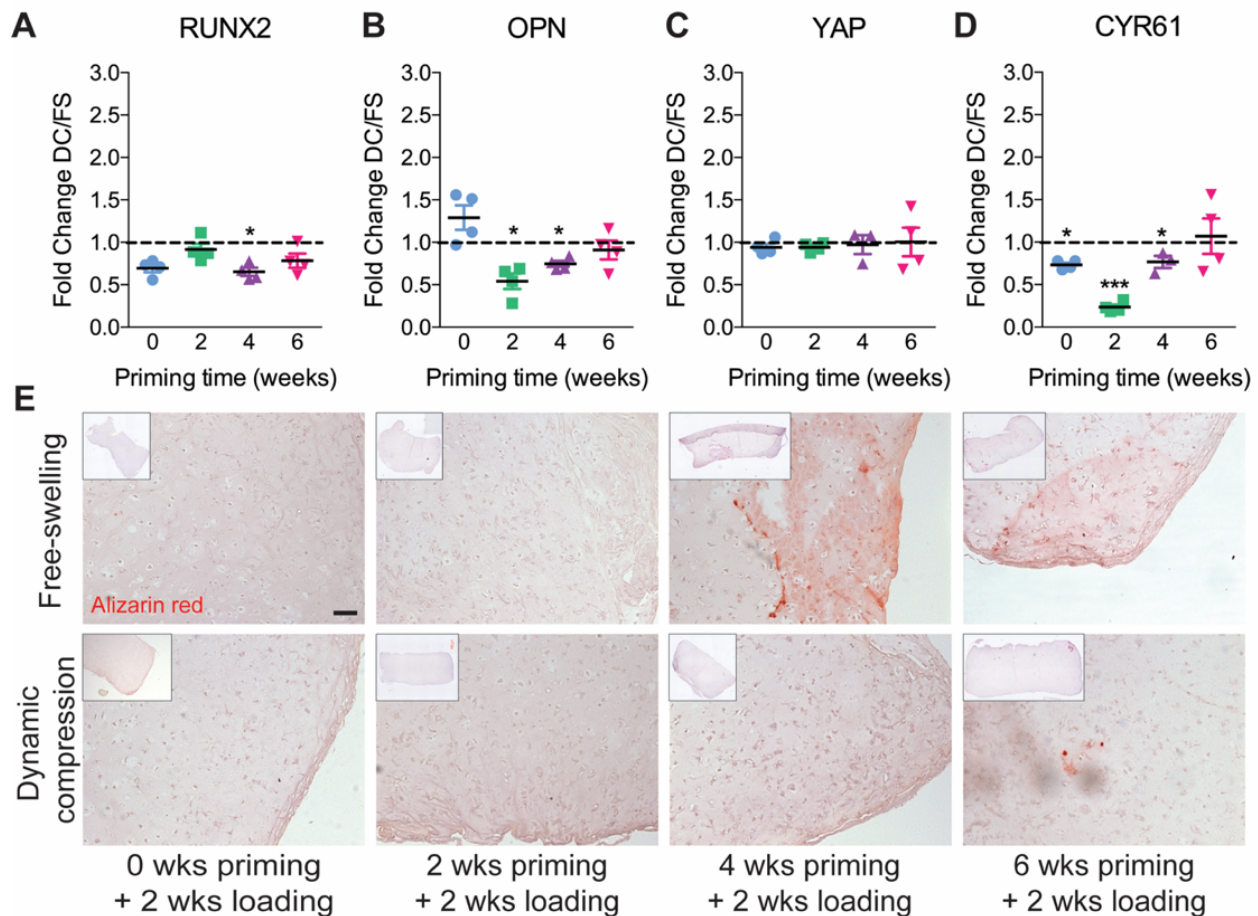 A RUNX2 B OPN C YAP D CYR61
Fold Change DC/FS
3.0
2.5
2.0
1.5
1.0
0.5
0.0
*
0 2 4 6
Priming time (weeks)
Fold Change DC/FS
3.0
2.5
2.0
1.5
1.0
0.5
0.0
* *
0 2 4 6
Priming time (weeks)
Fold Change DC/FS
3.0
2.5
2.0
1.5
1.0
0.5
0.0
0 2 4 6
Priming time (weeks)
Fold Change DC/FS
3.0
2.5
2.0
1.5
1.0
0.5
0.0
* *** *
0 2 4 6
Priming time (weeks)
E
Free-swelling
Alizarin red
Dynamic
compression
0 wks priming
+ 2 wks loading
2 wks priming
+ 2 wks loading
4 wks priming
+ 2 wks loading
6 wks priming
+ 2 wks loading